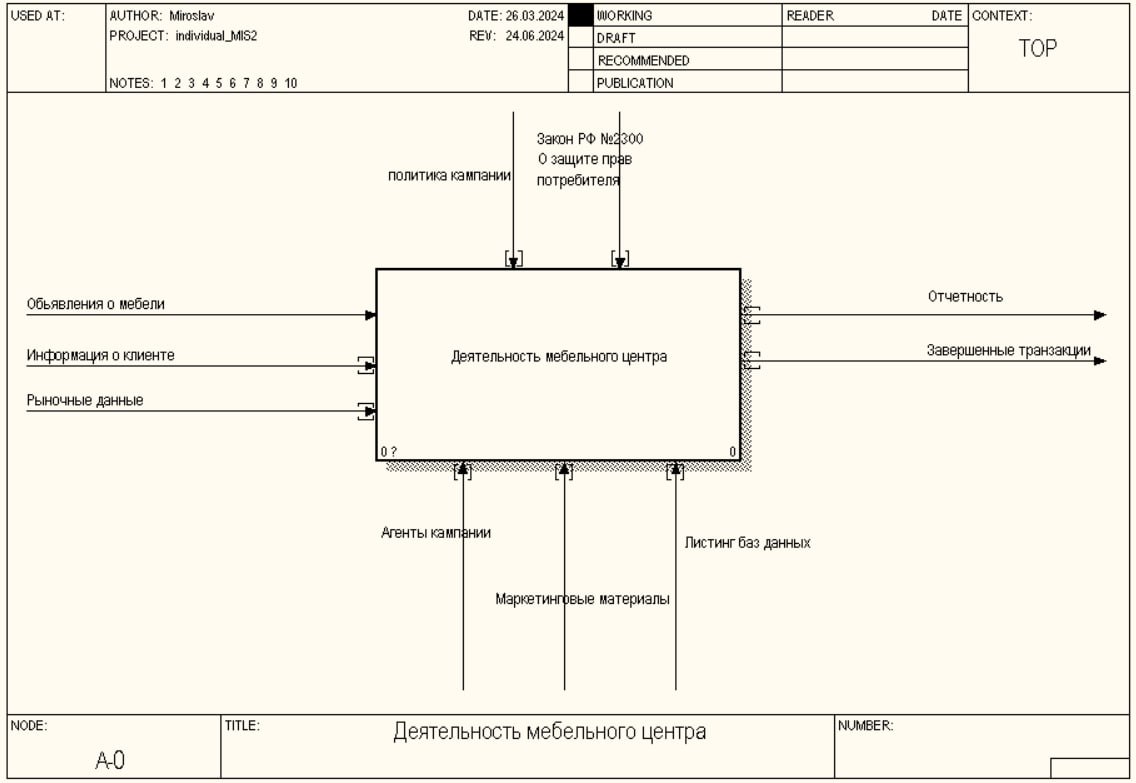 USED AT:
AUTHOR: Miroslav
DATE: 26.03.2024
WORKING
READER
DATE
CONTEXT:
PROJECT: individual_MIS2
REV: 24.06.2024
DRAFT
TOP
RECOMMENDED
NOTES: 1 2 3 4 5 6 7 8 9 10
PUBLICATION
Закон РФ №2300
О защите прав
потребителя
политика кампании
Обьявления о мебели
Отчетность
Информация о клиенте
Деятельность мебельного центра
Завершенные транзакции
Рыночные данные
0 ?
0
Агенты кампании
Листинг баз данных
Маркетинговые материалы
NODE:
TITLE:
Деятельность мебельного центра
NUMBER:
A-0